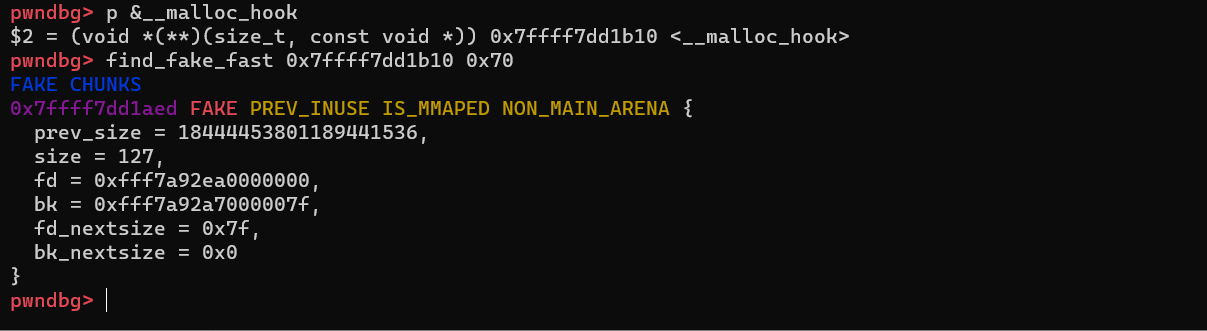 pwndbg> p &__malloc_hook
$2 = (void *(**)(size_t, const void *)) 0x7ffff7dd1b10 <__malloc_hook>
pwndbg> find_fake_fast 0x7ffff7dd1b10 0x70
FAKE CHUNKS
0x7ffff7dd1aed FAKE PREV_INUSE IS_MMAPED NON_MAIN_ARENA {
  prev_size = 18444453801189441536,
  size = 127,
  fd = 0xfff7a92ea0000000,
  bk = 0xfff7a92a7000007f,
  fd_nextsize = 0x7f,
  bk_nextsize = 0x0
}
pwndbg>